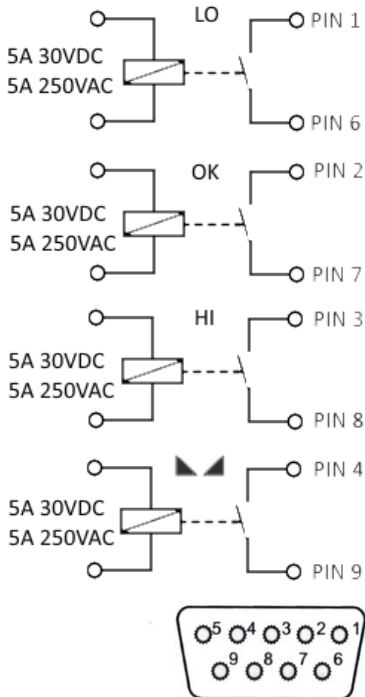 LO
PIN 1
5A 30VDC
5A 250VAC
PIN 6
OK
PIN 2
5A 30VDC
5A 250VAC
PIN 7
HI
PIN 3
5A 30VDC
5A 250VAC
PIN 8
PIN 4
5A 30VDC
5A 250VAC
PIN 9
5 4 3 2 1
9 8 7 6